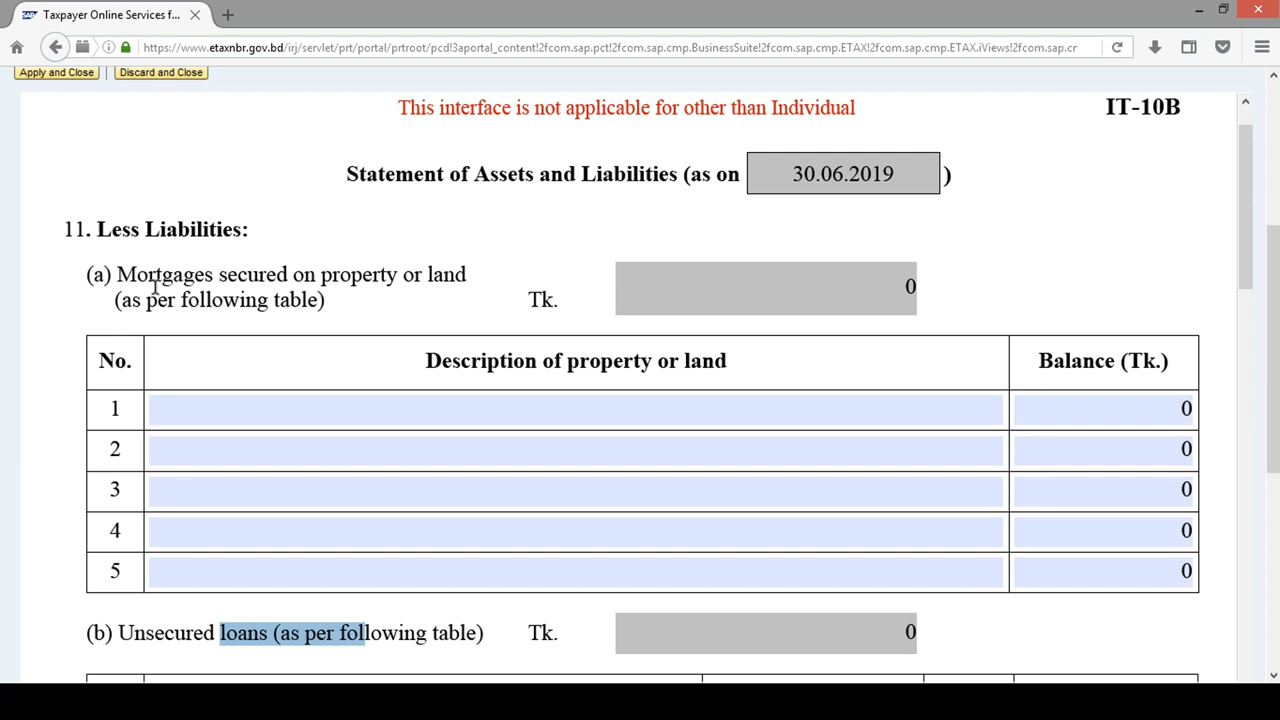 Taxpayer Online Services f...
https://www.etaxnbr.gov.bd/irj/servlet/prt/portal/prtroot/pcd!3aportal_content!2fcom.sap.pct!2fcom.sap.cmp.BusinessSuite!2fcom.sap.cmp.ETAX!2fcom.sap.cmp.ETAX.iViews!2fcom.sap.cr
Apply and Close Discard and Close
This interface is not applicable for other than Individual IT-10B
Statement of Assets and Liabilities (as on 30.06.2019 )
11. Less Liabilities:
(a) Mortgages secured on property or land
(as per following table) Tk. 0
No. Description of property or land Balance (Tk.)
1 0
2 0
3 0
4 0
5 0
(b) Unsecured loans (as per following table) Tk. 0